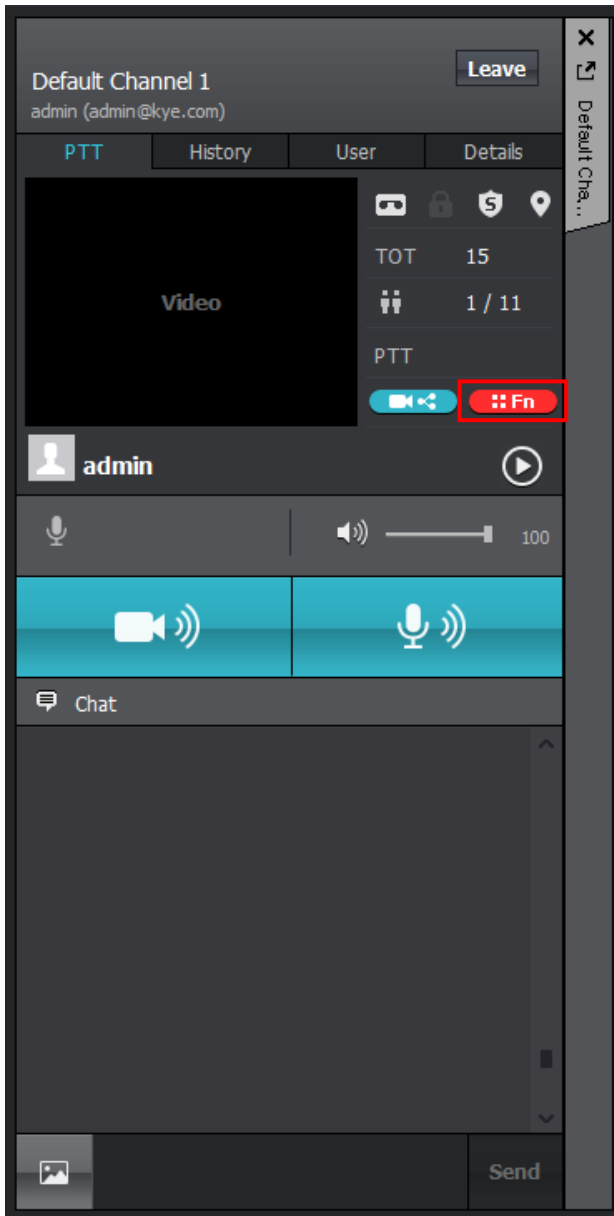 Default Channel 1
Leave
admin (admin@kye.com)
PTT History User Details
Default Cha...
Video
S
TOT 15
1 / 11
PTT
Fn
admin
100
Chat
Send